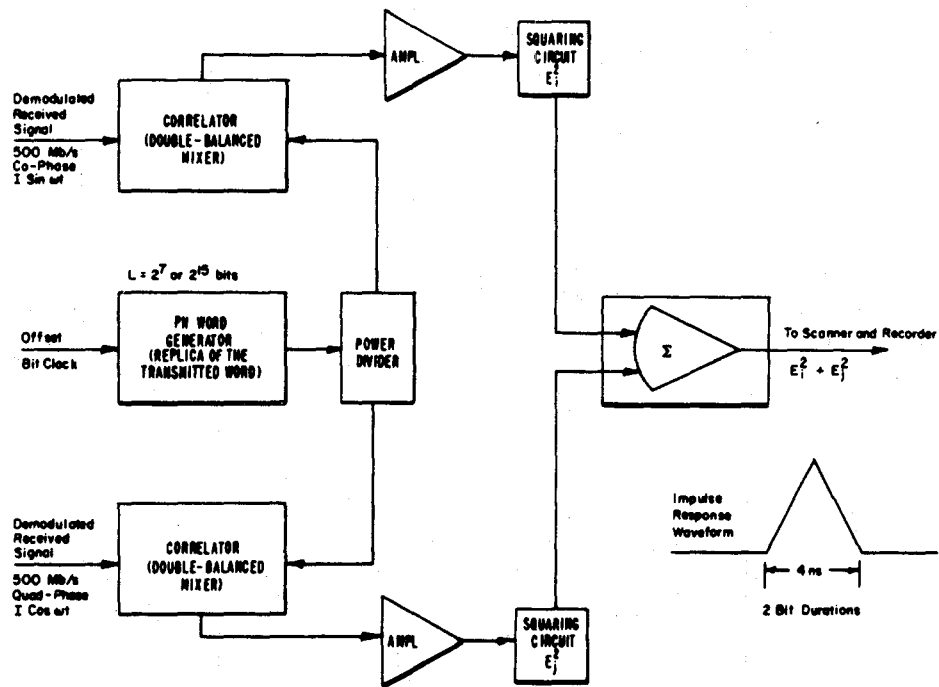 AMPL
SQUARING
CIRCUIT
E_i^2
Demodulated
Received
Signal
500 Mb/s
Co-Phase
I Sin ωt
CORRELATOR
(DOUBLE-BALANCED
MIXER)
L = 2^7 or 2^15 bits
Offset
Bit Clock
PN WORD
GENERATOR
(REPLICA OF THE
TRANSMITTED WORD)
POWER
DIVIDER
Σ
To Scanner and Recorder
E_i^2 + E_j^2
Demodulated
Received
Signal
500 Mb/s
Quad-Phase
I Cos ωt
CORRELATOR
(DOUBLE-BALANCED
MIXER)
AMPL
SQUARING
CIRCUIT
E_j^2
Impulse
Response
Waveform
4 ns
2 Bit Durations